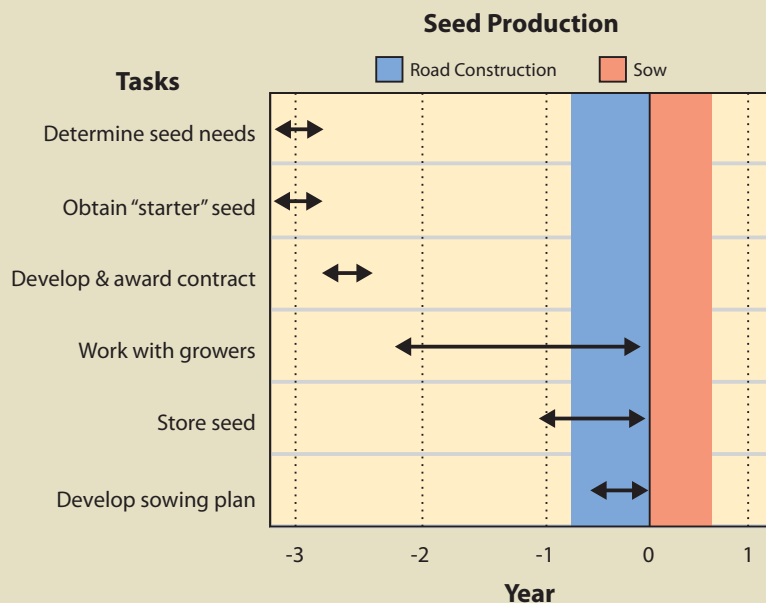 Seed Production
Road Construction
Sow
Tasks
Determine seed needs
Obtain “starter” seed
Develop & award contract
Work with growers
Store seed
Develop sowing plan
-3 -2 -1 0 1
Year